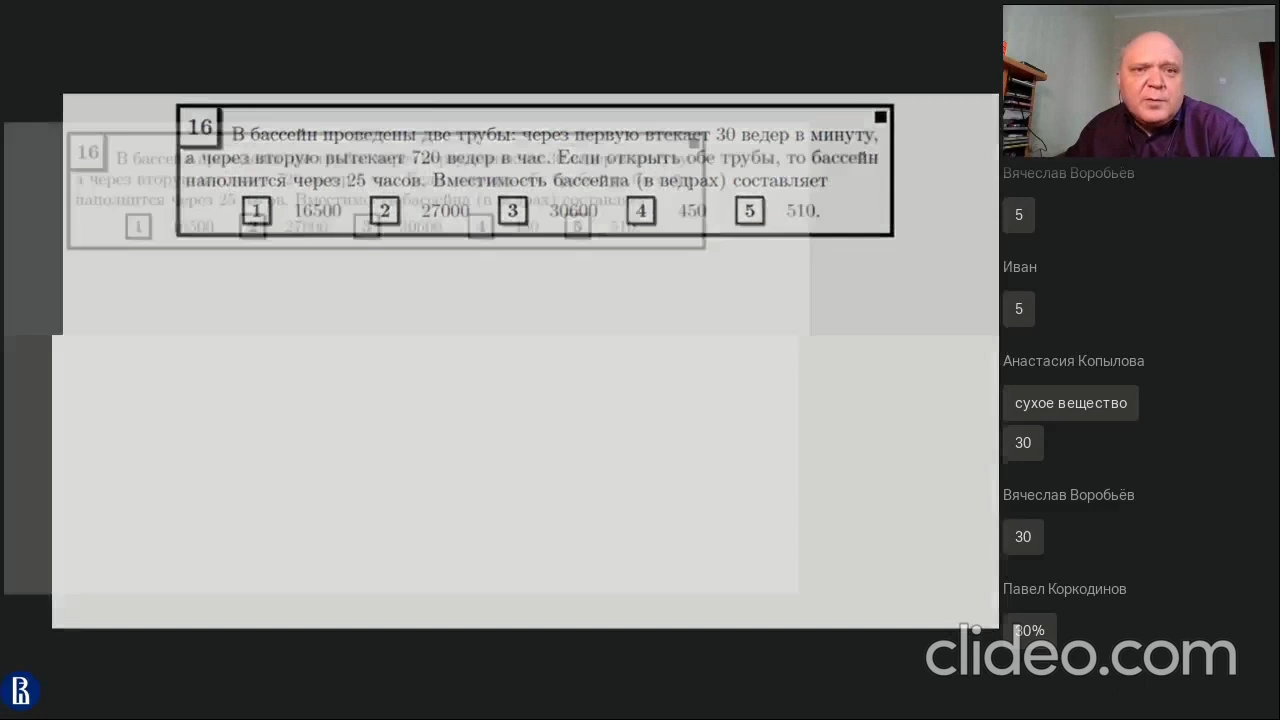 16 В бассейн проведены две трубы: через первую втекает 30 ведер в минуту,
а через вторую вытекает 720 ведер в час. Если открыть обе трубы, то бассейн
наполнится через 25 часов. Вместимость бассейна (в ведрах) составляет
1 16500 2 27000 3 30600 4 450 5 510.
Вячеслав Воробьёв
5
Иван
5
Анастасия Копылова
сухое вещество
30
Вячеслав Воробьёв
30
Павел Коркодинов
30%
clideo.com